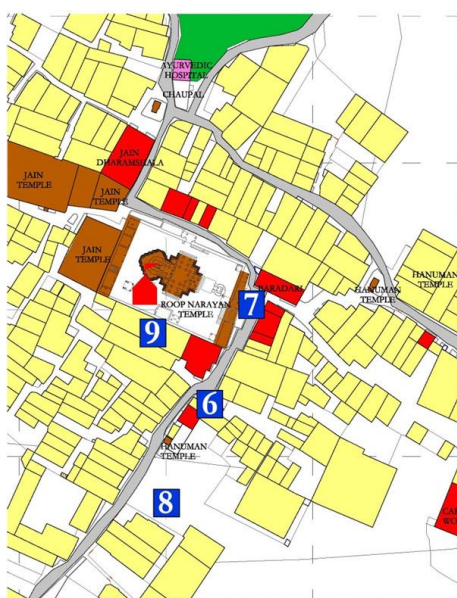 AYURVEDIC
HOSPITAL
CHAUPAL
JAIN
DHARAMSHALA
JAIN
TEMPLE
JAIN
TEMPLE
JAIN
TEMPLE
HANUMAN
TEMPLE
BARADARI
HANUMAN
TEMPLE
ROOP NARAYAN
TEMPLE
7
9
6
HANUMAN
TEMPLE
8